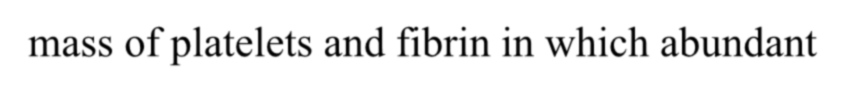 mass of platelets and fibrin in which abundant